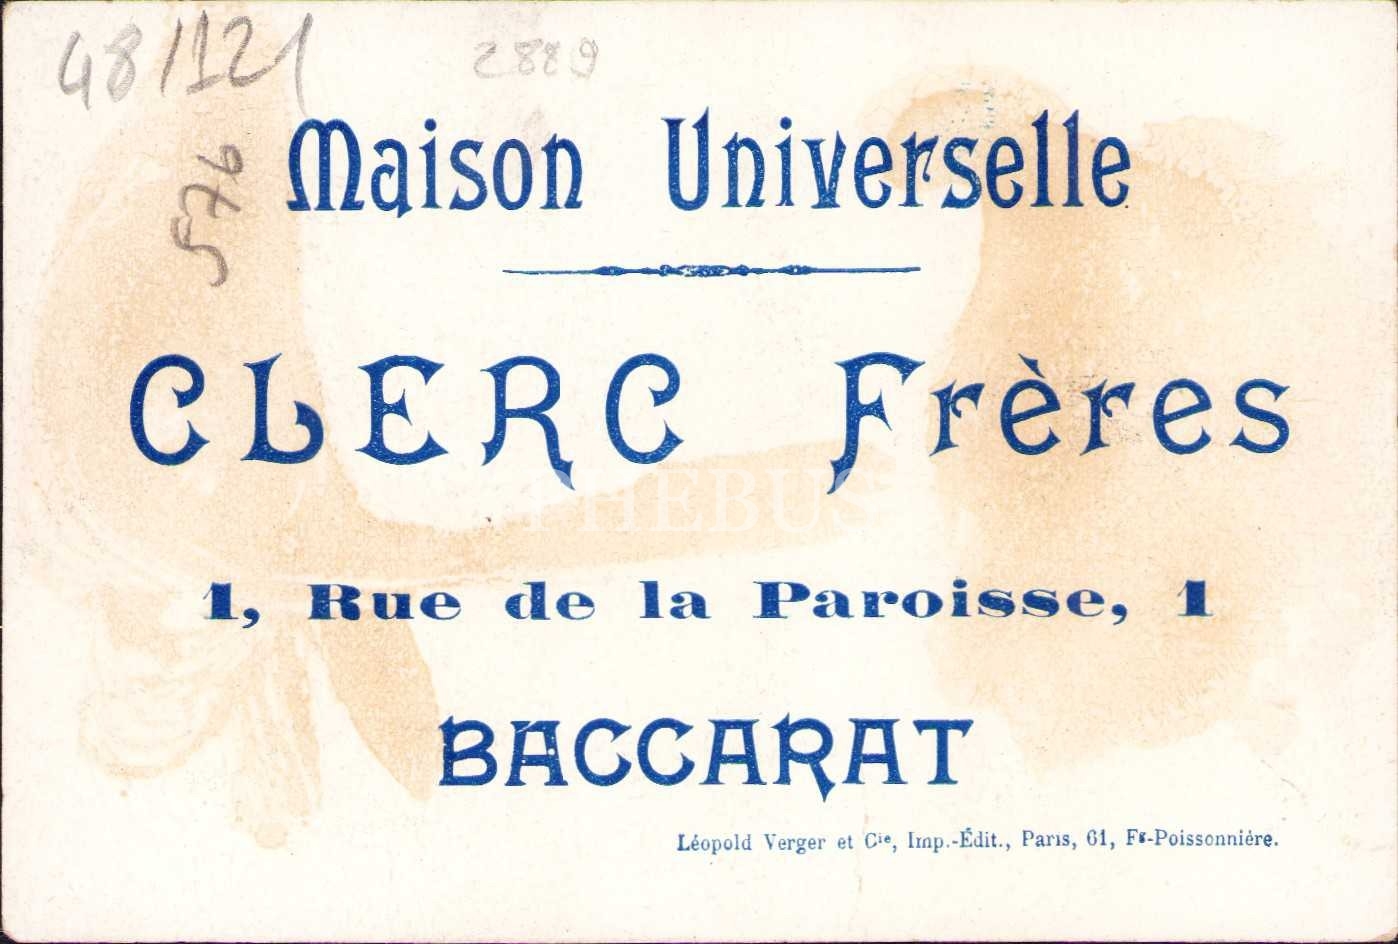 48/121
2889
576
Maison Universelle
CLERC Frères
PHEBUS
1, Rue de la Paroisse, 1
BACCARAT
Léopold Verger et Cie, Imp.-Édit., Paris, 61, Fg-Poissonnière.